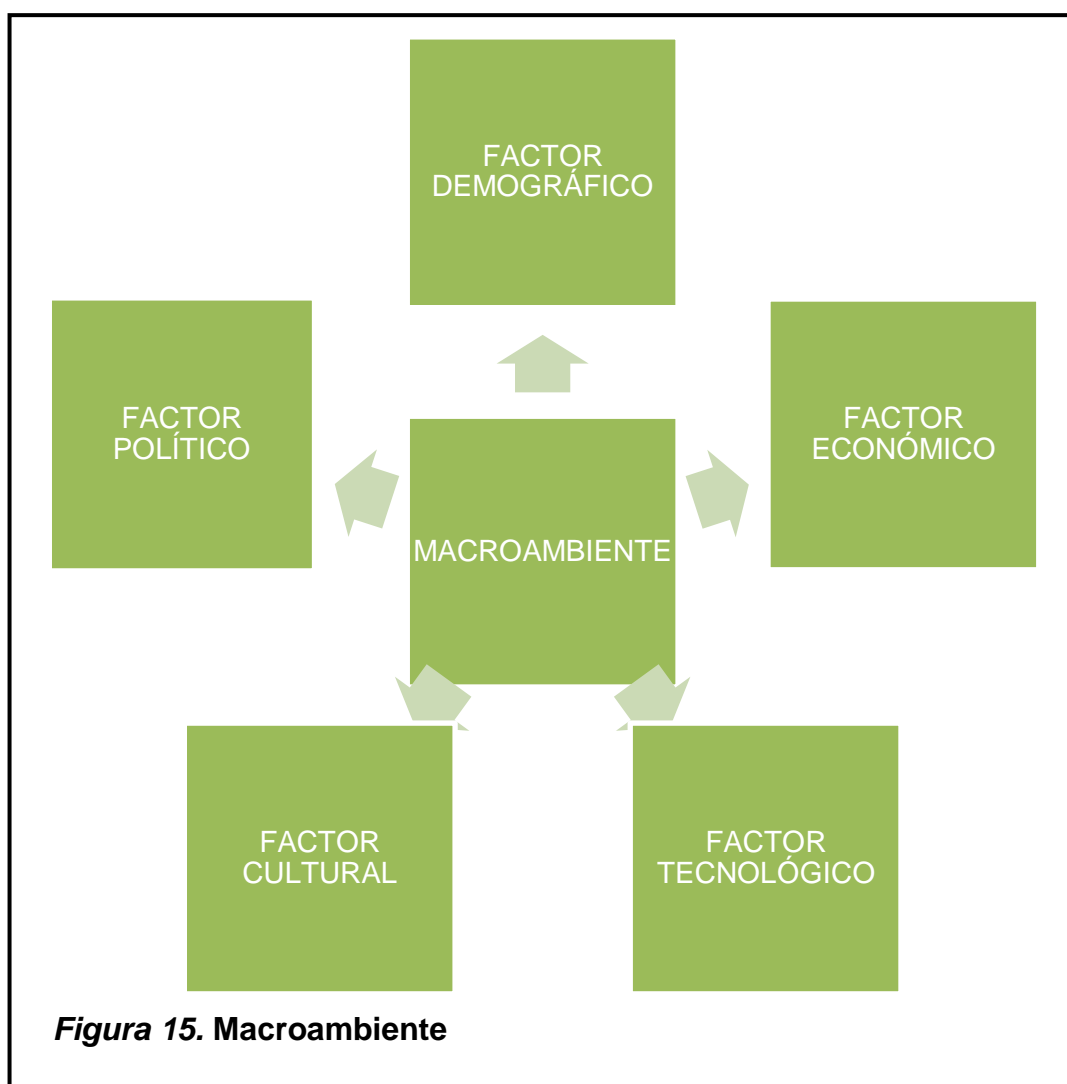 FACTOR
DEMOGRÁFICO
FACTOR
POLÍTICO
FACTOR
ECONÓMICO
MACROAMBIENTE
FACTOR
CULTURAL
FACTOR
TECNOLÓGICO
Figura 15. Macroambiente